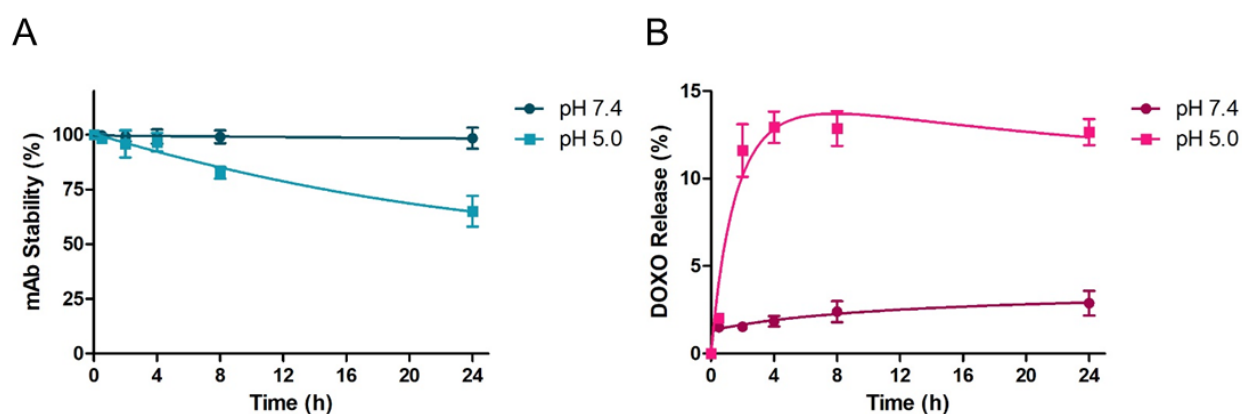 A
mAb Stability (%)
100
75
50
25
0
0 4 8 12 16 20 24
Time (h)
pH 7.4
pH 5.0
B
DOXO Release (%)
15
10
5
0
0 4 8 12 16 20 24
Time (h)
pH 7.4
pH 5.0